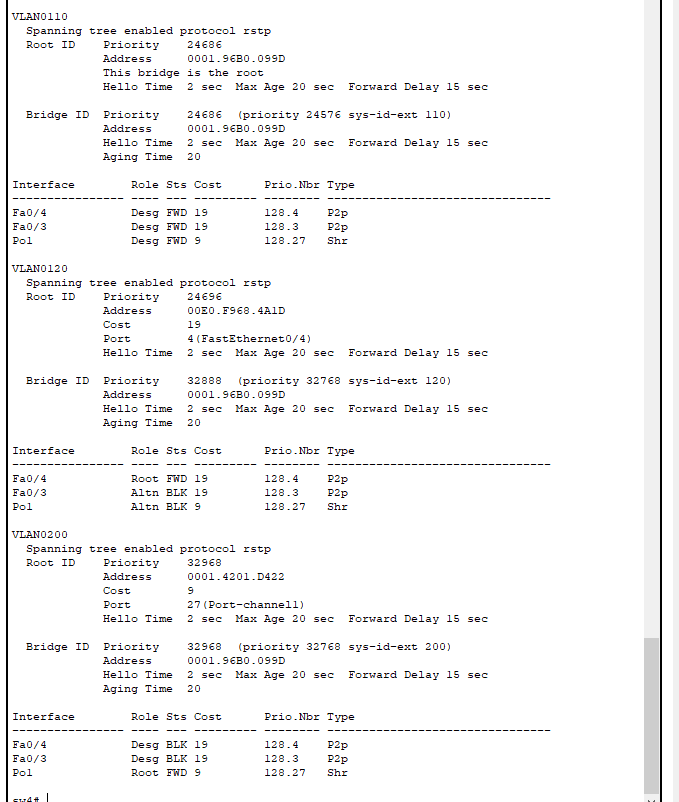 VLAN0110
  Spanning tree enabled protocol rstp
  Root ID    Priority    24686
             Address     0001.96B0.099D
             This bridge is the root
             Hello Time  2 sec  Max Age 20 sec  Forward Delay 15 sec

  Bridge ID  Priority    24686  (priority 24576 sys-id-ext 110)
             Address     0001.96B0.099D
             Hello Time  2 sec  Max Age 20 sec  Forward Delay 15 sec
             Aging Time  20

Interface        Role Sts Cost      Prio.Nbr Type
---------------- ---- --- --------- -------- --------------------------------
Fa0/4            Desg FWD 19        128.4    P2p
Fa0/3            Desg FWD 19        128.3    P2p
Po1              Desg FWD 9         128.27   Shr

VLAN0120
  Spanning tree enabled protocol rstp
  Root ID    Priority    24696
             Address     00E0.F968.4A1D
             Cost        19
             Port        4(FastEthernet0/4)
             Hello Time  2 sec  Max Age 20 sec  Forward Delay 15 sec

  Bridge ID  Priority    32888  (priority 32768 sys-id-ext 120)
             Address     0001.96B0.099D
             Hello Time  2 sec  Max Age 20 sec  Forward Delay 15 sec
             Aging Time  20

Interface        Role Sts Cost      Prio.Nbr Type
---------------- ---- --- --------- -------- --------------------------------
Fa0/4            Root FWD 19        128.4    P2p
Fa0/3            Altn BLK 19        128.3    P2p
Po1              Altn BLK 9         128.27   Shr

VLAN0200
  Spanning tree enabled protocol rstp
  Root ID    Priority    32968
             Address     0001.4201.D422
             Cost        9
             Port        27(Port-channel1)
             Hello Time  2 sec  Max Age 20 sec  Forward Delay 15 sec

  Bridge ID  Priority    32968  (priority 32768 sys-id-ext 200)
             Address     0001.96B0.099D
             Hello Time  2 sec  Max Age 20 sec  Forward Delay 15 sec
             Aging Time  20

Interface        Role Sts Cost      Prio.Nbr Type
---------------- ---- --- --------- -------- --------------------------------
Fa0/4            Desg BLK 19        128.4    P2p
Fa0/3            Desg BLK 19        128.3    P2p
Po1              Root FWD 9         128.27   Shr

sw4#